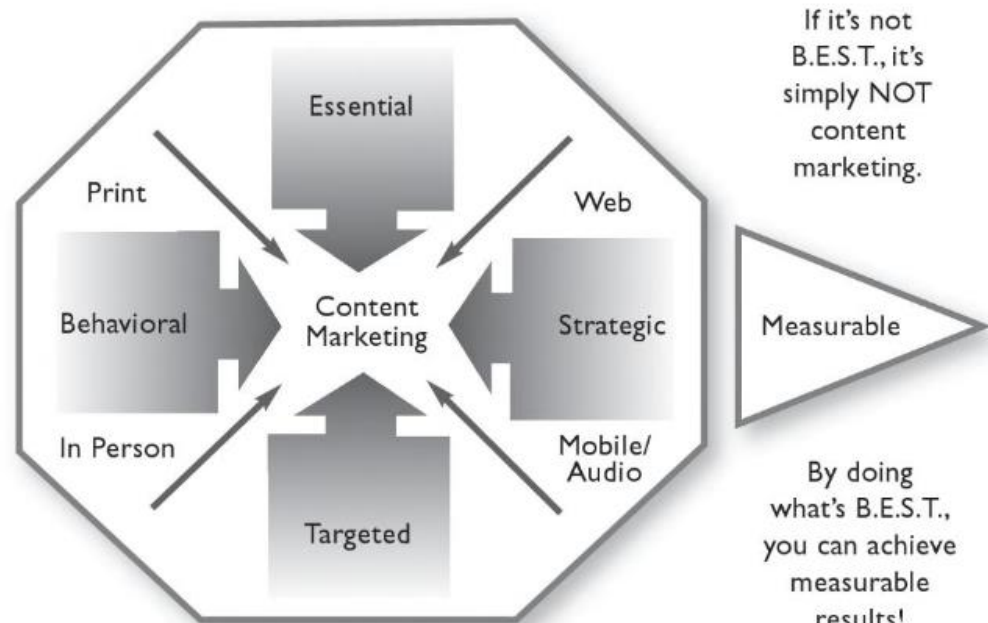 Essential
Print
Web
Behavioral
Content
Marketing
Strategic
In Person
Mobile/
Audio
Targeted
If it's not
B.E.S.T., it's
simply NOT
content
marketing.
Measurable
By doing
what's B.E.S.T.,
you can achieve
measurable
results!